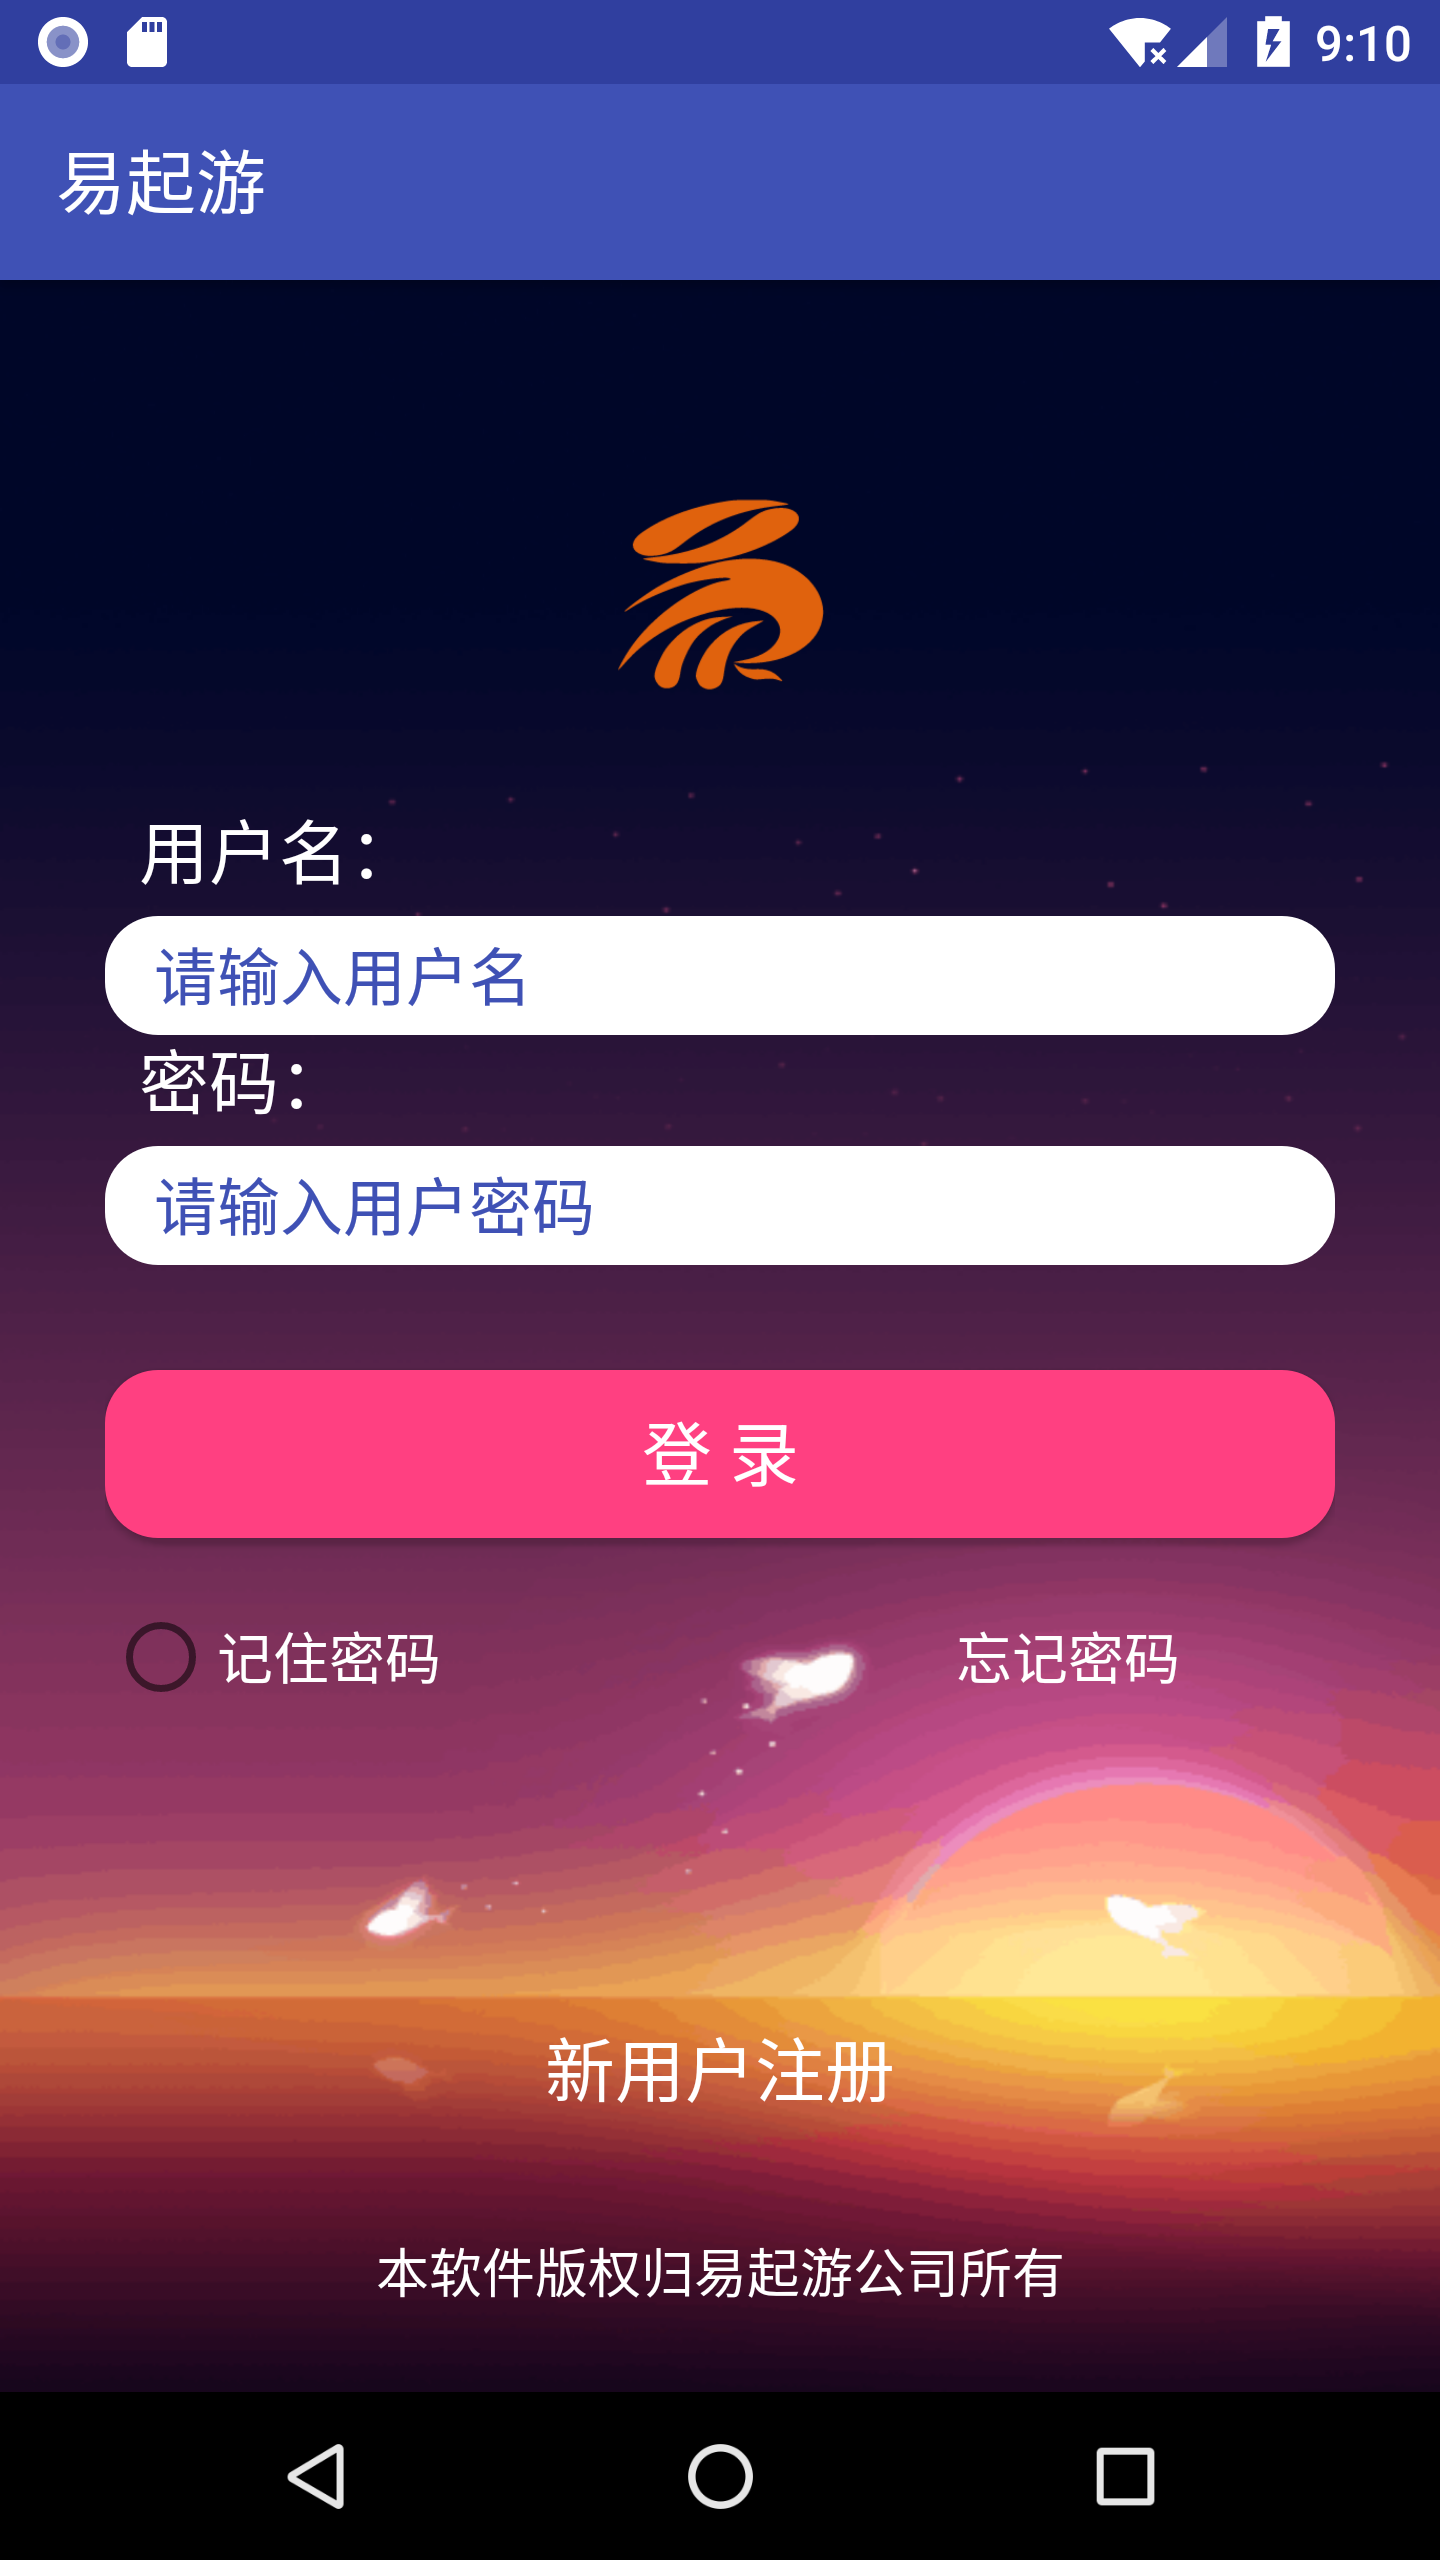 9:10
易起游
用户名：
请输入用户名
密码：
请输入用户密码
登 录
记住密码 忘记密码
新用户注册
本软件版权归易起游公司所有